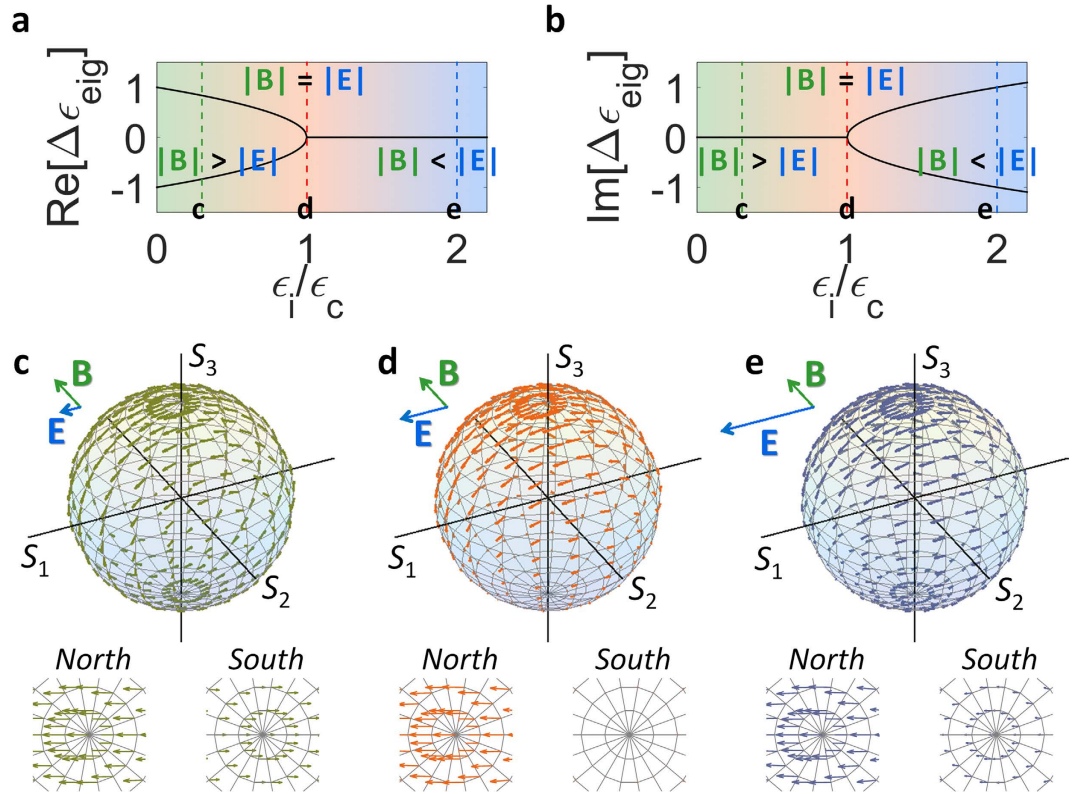 a
b
Re[Δϵeig]
1
0
-1
|B| = |E|
|B| > |E|
|B| < |E|
c
d
e
0
1
2
ϵi/ϵc
Im[Δϵeig]
1
0
-1
|B| = |E|
|B| > |E|
|B| < |E|
c
d
e
0
1
2
ϵi/ϵc
c
B
E
S3
S1
S2
d
B
E
S3
S1
S2
e
B
E
S3
S1
S2
North
South
North
South
North
South